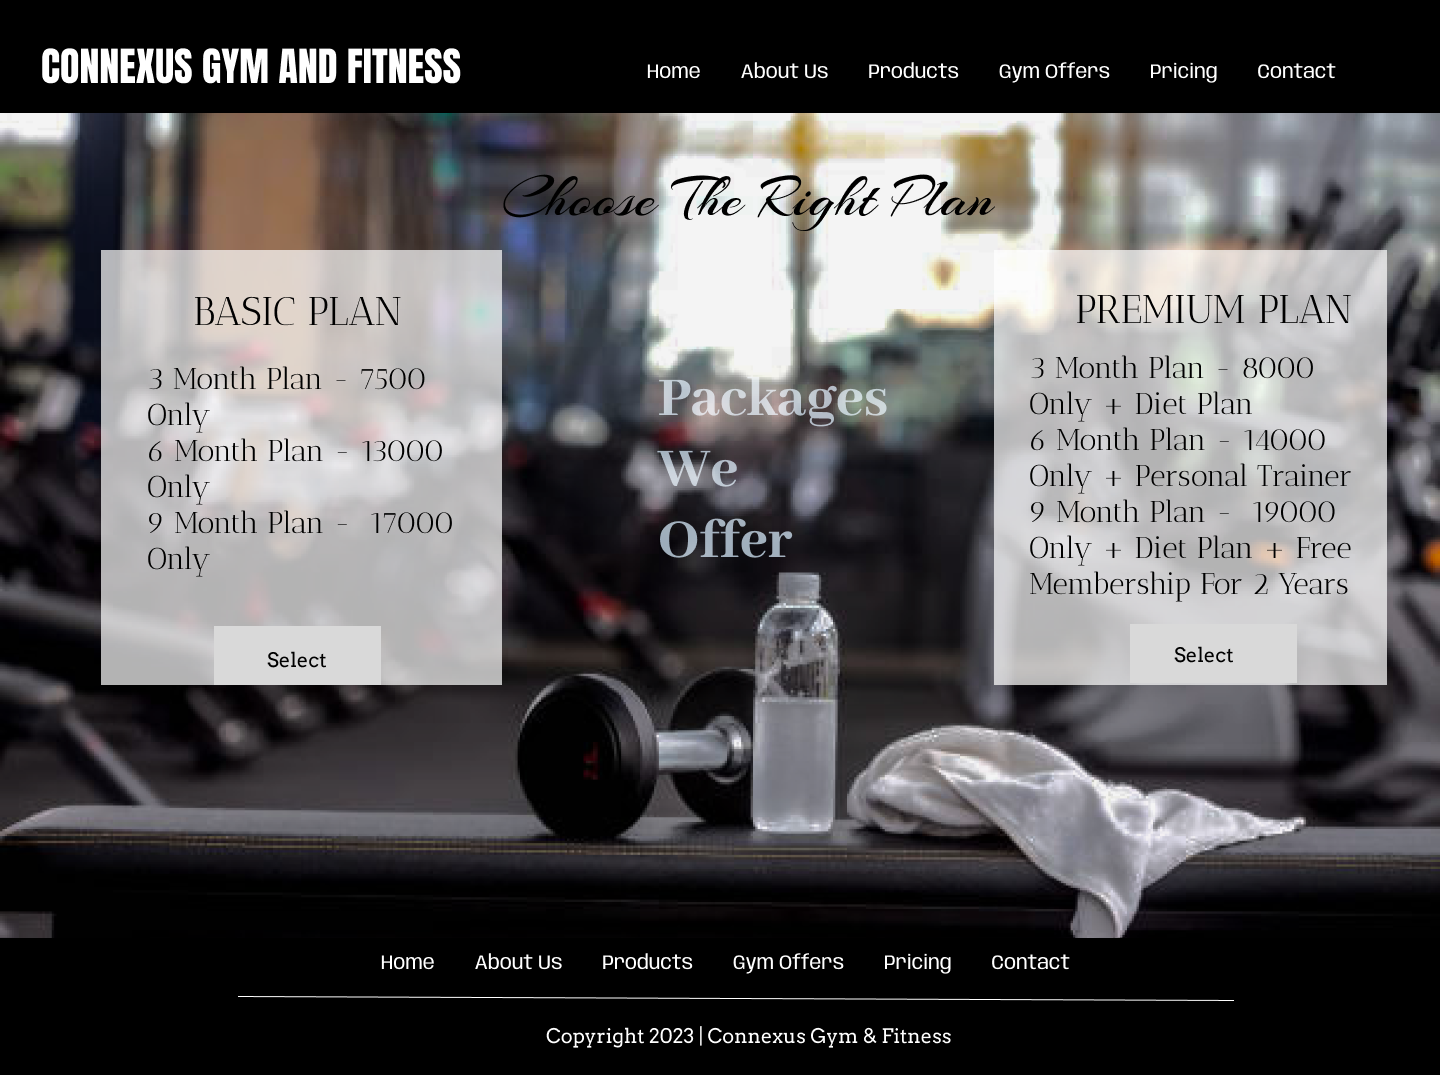 CONNEXUS GYM AND FITNESS
Home About Us Products Gym Offers Pricing Contact
Choose The Right Plan
BASIC PLAN
3 Month Plan - 7500
Only
6 Month Plan - 13000
Only
9 Month Plan - 17000
Only
Select
Packages
We
Offer
PREMIUM PLAN
3 Month Plan - 8000
Only + Diet Plan
6 Month Plan - 14000
Only + Personal Trainer
9 Month Plan - 19000
Only + Diet Plan + Free
Membership For 2 Years
Select
Home About Us Products Gym Offers Pricing Contact
Copyright 2023 | Connexus Gym & Fitness